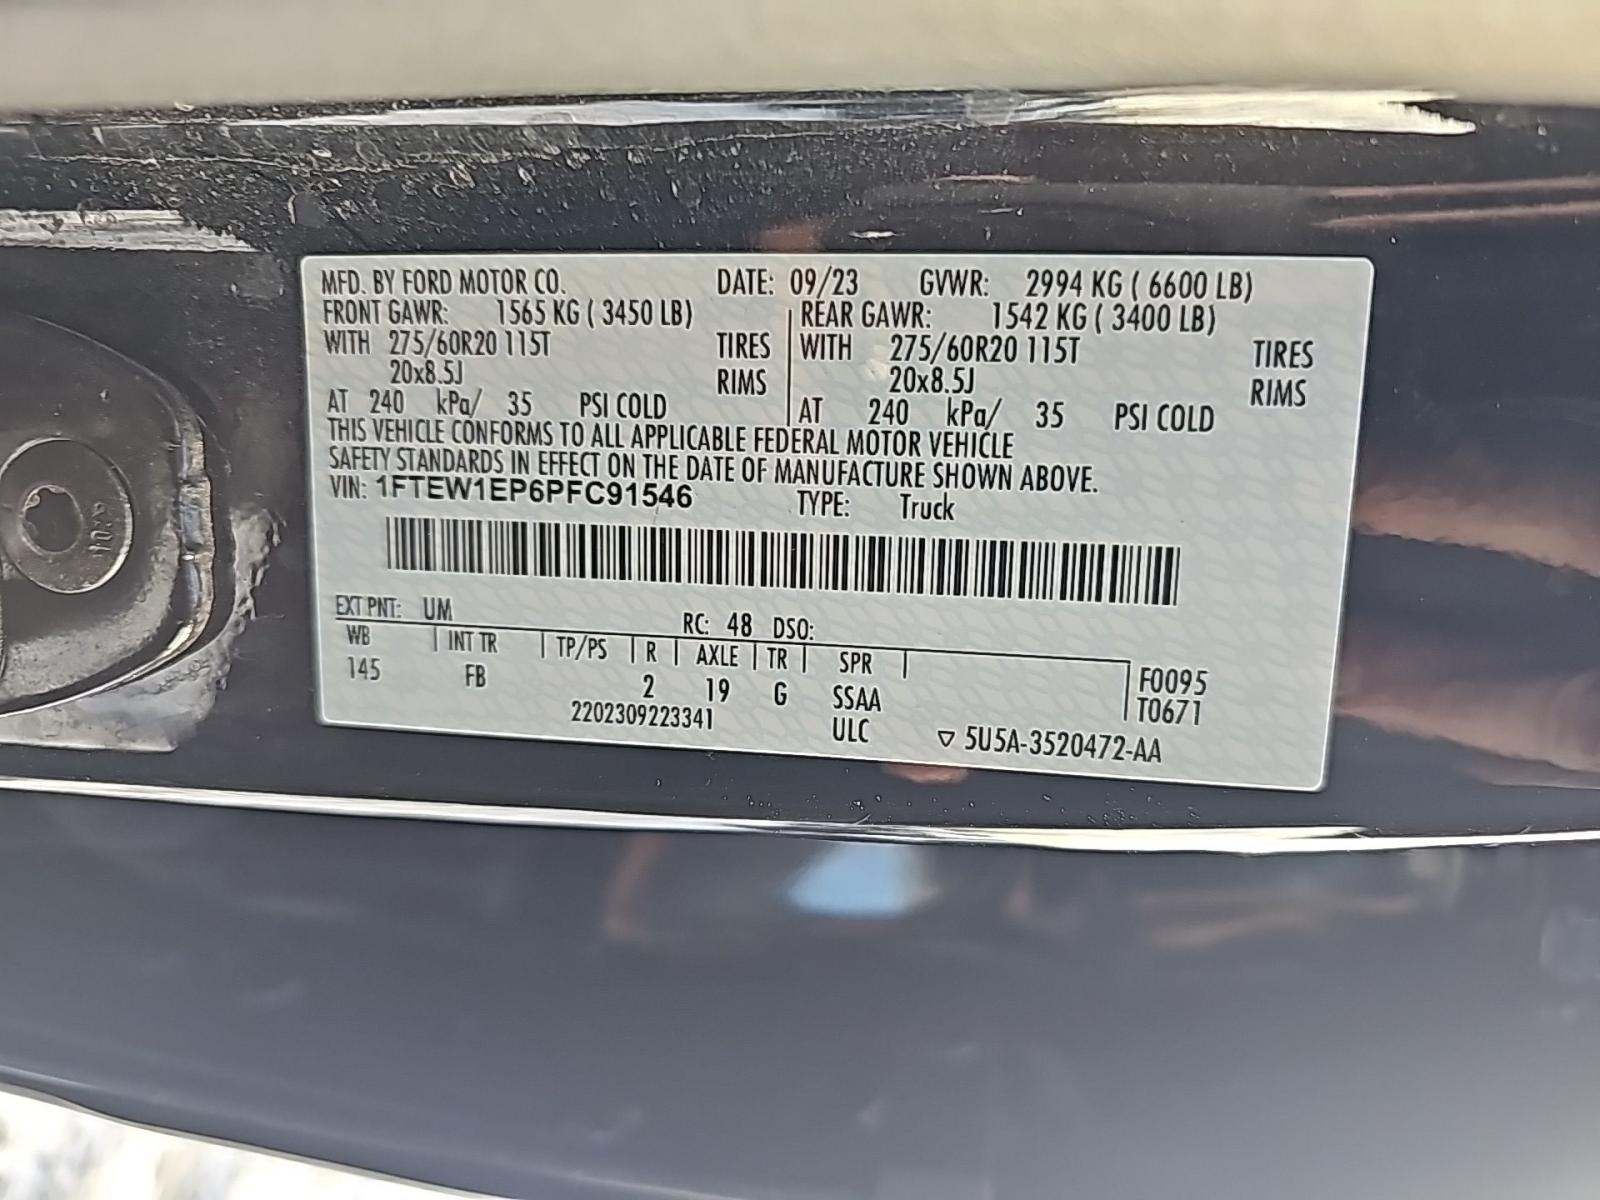 MFD. BY FORD MOTOR CO. DATE: 09/23 GVWR: 2994 KG ( 6600 LB)
FRONT GAWR: 1565 KG ( 3450 LB) REAR GAWR: 1542 KG ( 3400 LB)
WITH 275/60R20 115T TIRES WITH 275/60R20 115T TIRES
20x8.5J RIMS 20x8.5J RIMS
AT 240 kPa/ 35 PSI COLD AT 240 kPa/ 35 PSI COLD
THIS VEHICLE CONFORMS TO ALL APPLICABLE FEDERAL MOTOR VEHICLE
SAFETY STANDARDS IN EFFECT ON THE DATE OF MANUFACTURE SHOWN ABOVE.
VIN: 1FTEW1EP6PFC91546 TYPE: Truck
EXT PNT: UM RC: 48 DSO:
WB INT TR TP/PS R AXLE TR SPR
145 FB 2 19 G SSAA F0095
2202309223341 ULC T0671
▽ 5U5A-3520472-AA